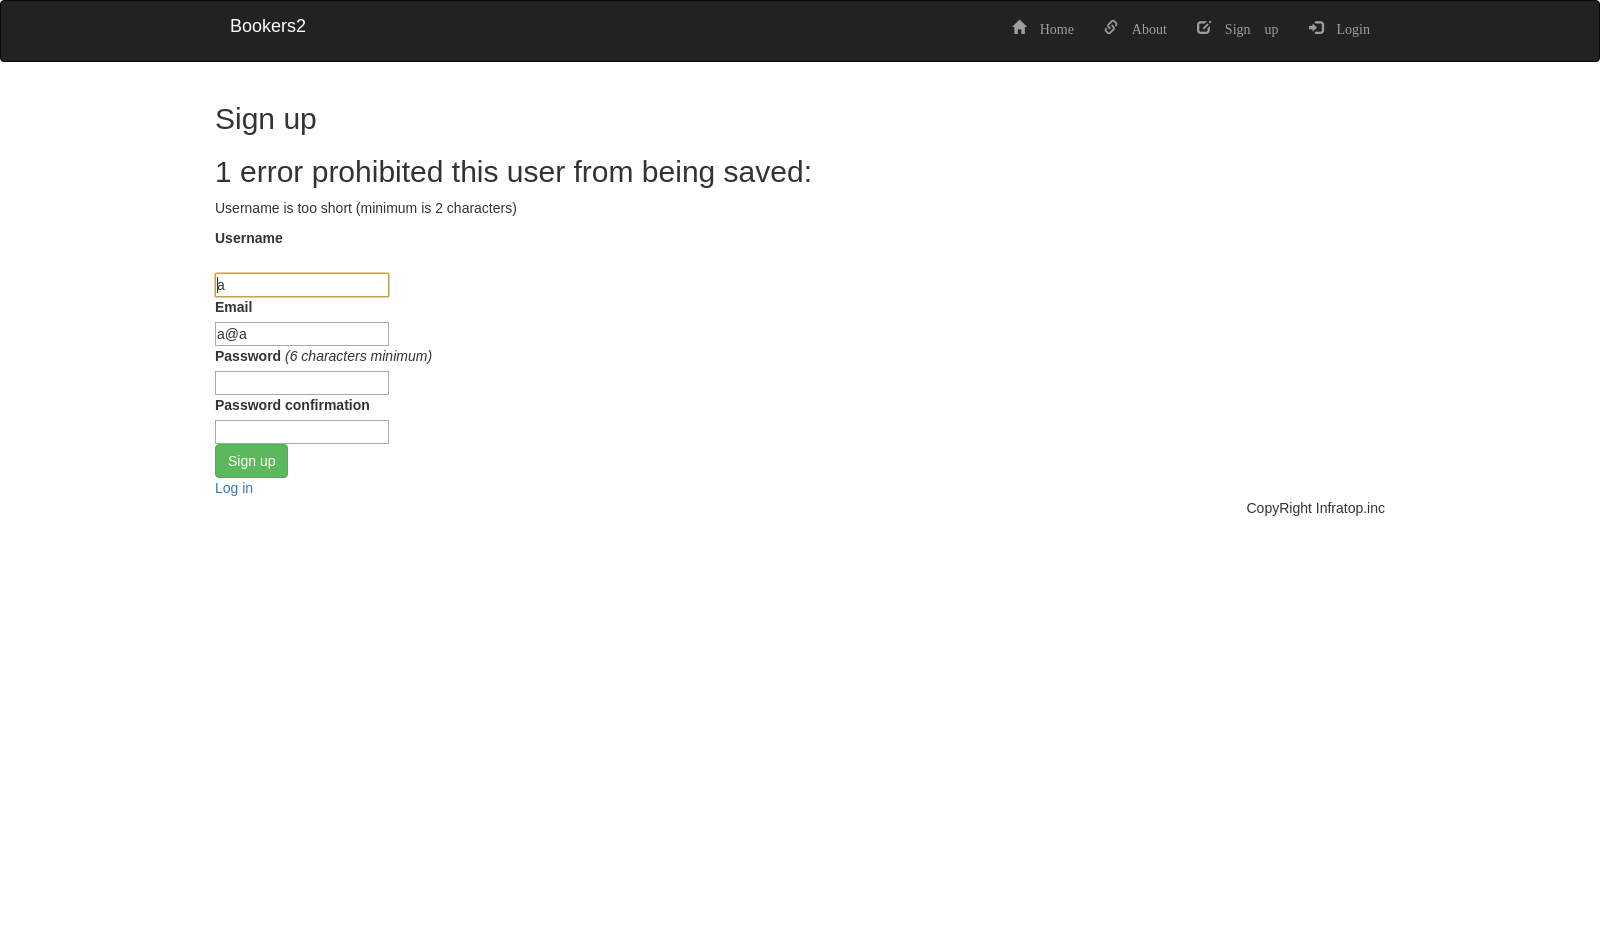 Bookers2 Home About Sign up Login
Sign up
1 error prohibited this user from being saved:
Username is too short (minimum is 2 characters)
Username
a
Email
a@a
Password (6 characters minimum)
Password confirmation
Sign up
Log in
CopyRight Infratop.inc